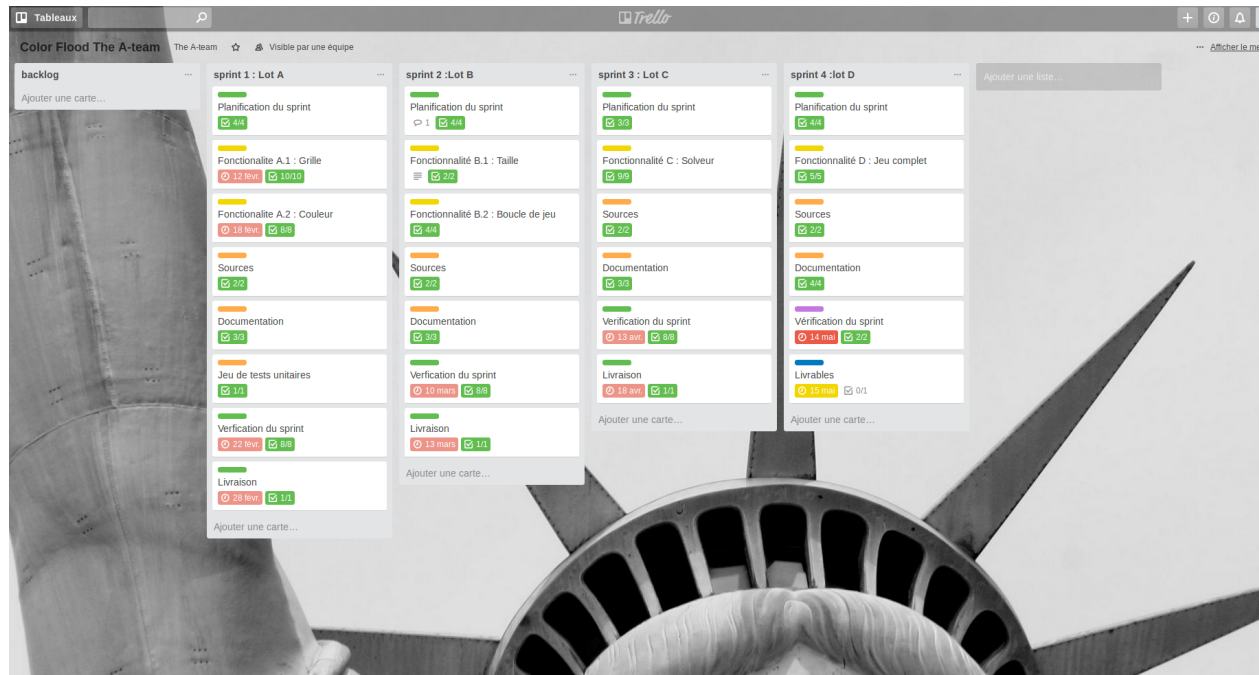 Tableaux
Trello
Color Flood The A-team
The A-team
Visible par une équipe
... Afficher le me
backlog
...
Ajouter une carte…
sprint 1 : Lot A
...
Planification du sprint
4/4
Fonctionalite A.1 : Grille
12 févr.
10/10
Fonctionalite A.2 : Couleur
18 févr.
8/8
Sources
2/2
Documentation
3/3
Jeu de tests unitaires
1/1
Verfication du sprint
22 févr.
8/8
Livraison
28 févr.
1/1
Ajouter une carte…
sprint 2 :Lot B
...
Planification du sprint
1
4/4
Fonctionnalité B.1 : Taille
2/2
Fonctionnalité B.2 : Boucle de jeu
4/4
Sources
2/2
Documentation
3/3
Verfication du sprint
10 mars
8/8
Livraison
13 mars
1/1
Ajouter une carte…
sprint 3 : Lot C
...
Planification du sprint
3/3
Fonctionnalité C : Solveur
9/9
Sources
2/2
Documentation
3/3
Verification du sprint
13 avr.
8/8
Livraison
18 avr.
1/1
Ajouter une carte…
sprint 4 :lot D
...
Planification du sprint
4/4
Fonctionnalité D : Jeu complet
5/5
Sources
2/2
Documentation
4/4
Vérification du sprint
14 mai
2/2
Livrables
15 mai
0/1
Ajouter une carte…
Ajouter une liste…